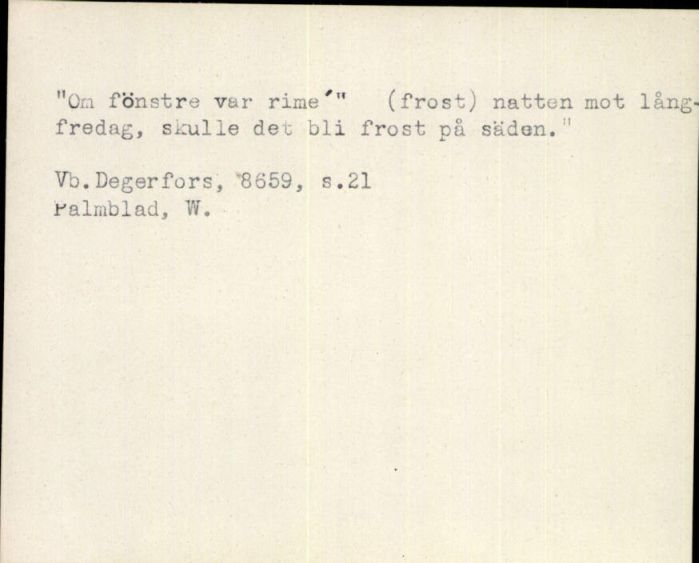 "Om fönstre var rime´" (frost) natten mot lång-
fredag, skulle det bli frost på säden."
Vb. Degerfors, 8659, s.21
Palmblad, W.